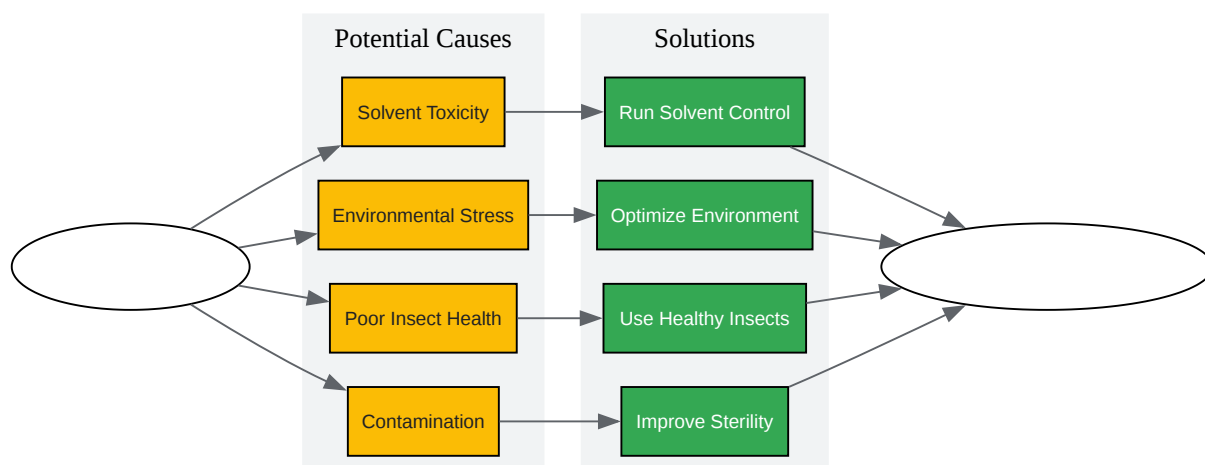 Potential Causes
Solutions
Solvent Toxicity
Run Solvent Control
Environmental Stress
Optimize Environment
Poor Insect Health
Use Healthy Insects
Contamination
Improve Sterility